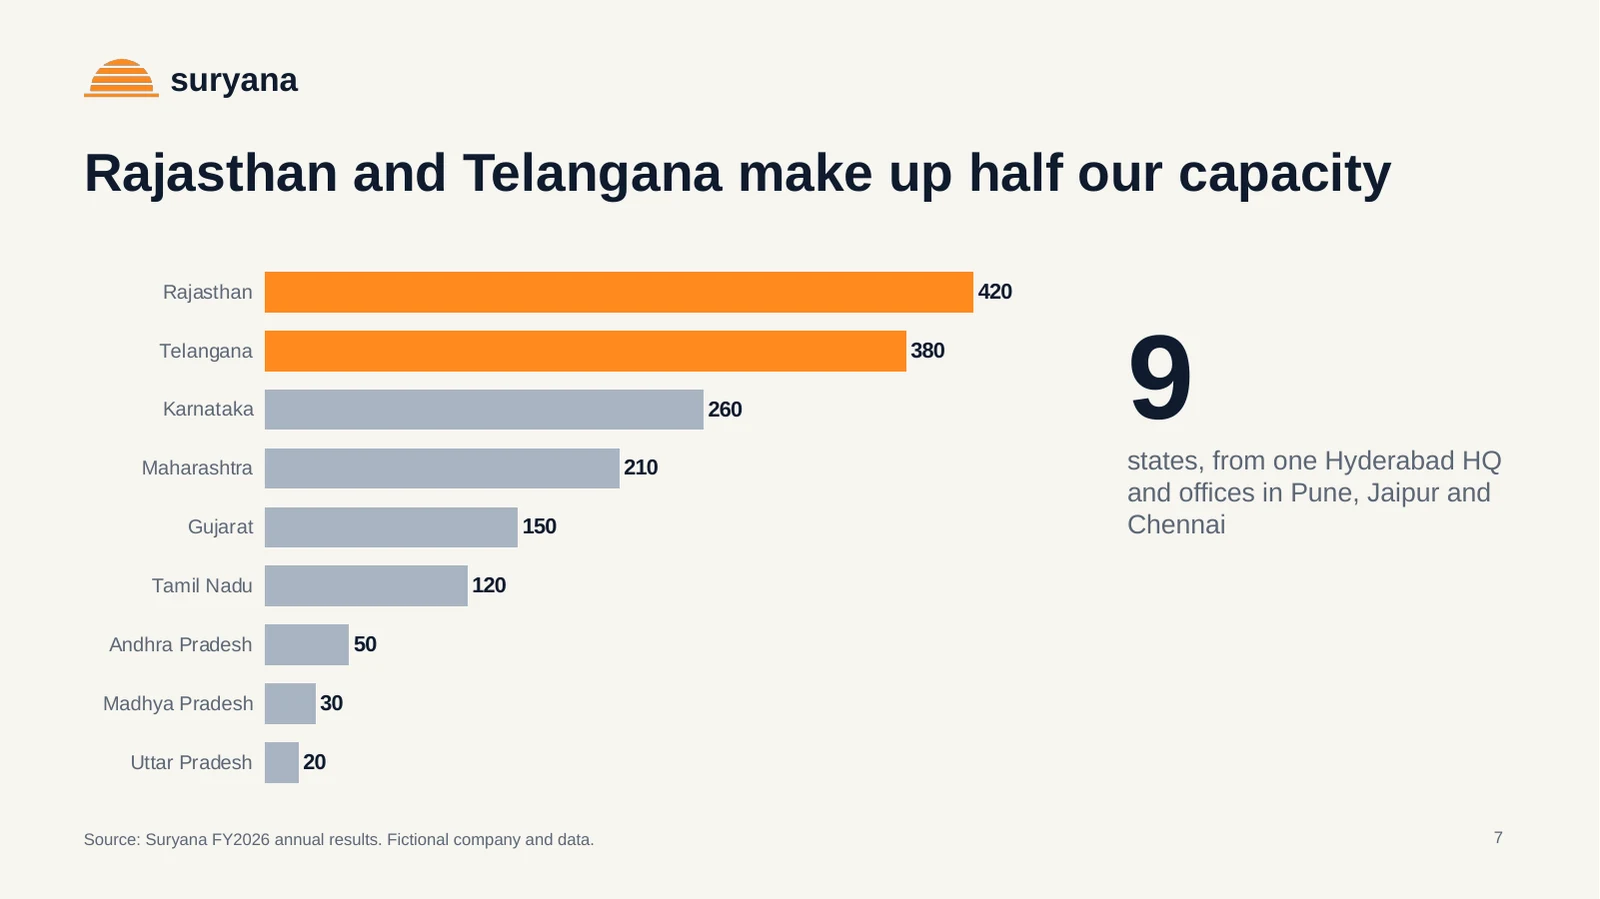 suryana
Rajasthan and Telangana make up half our capacity
Rajasthan 420
Telangana 380
Karnataka 260
Maharashtra 210
Gujarat 150
Tamil Nadu 120
Andhra Pradesh 50
Madhya Pradesh 30
Uttar Pradesh 20
9
states, from one Hyderabad HQ
and offices in Pune, Jaipur and
Chennai
Source: Suryana FY2026 annual results. Fictional company and data.
7